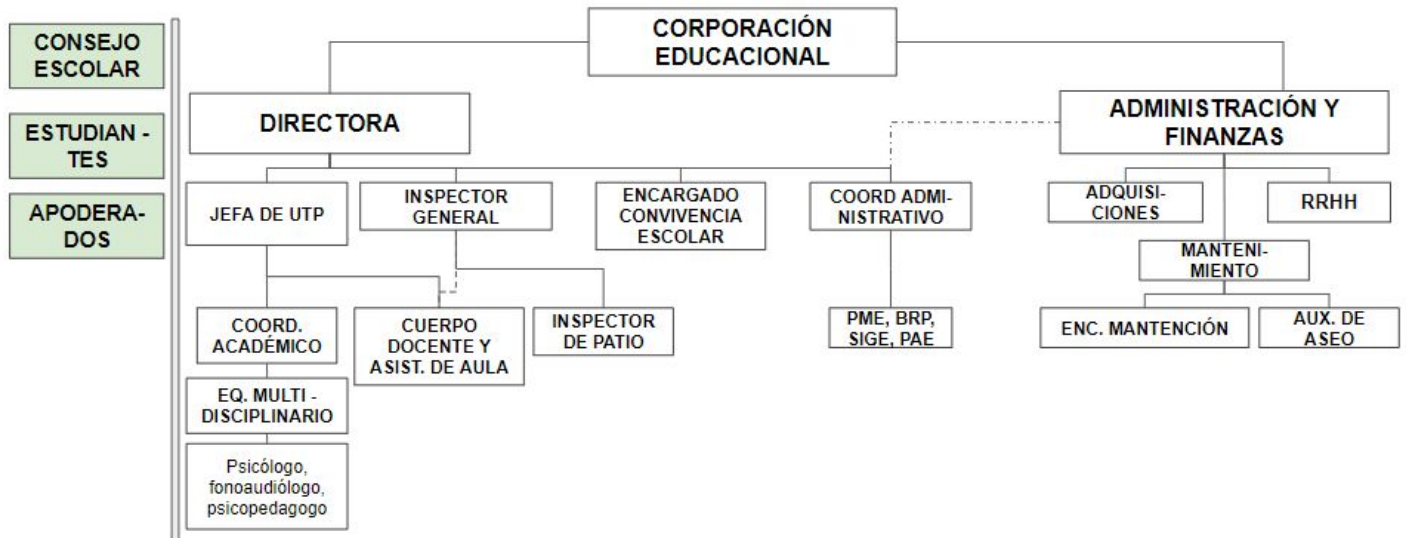 CONSEJO
ESCOLAR
ESTUDIAN -
TES
APODERA-
DOS
CORPORACIÓN
EDUCACIONAL
DIRECTORA
ADMINISTRACIÓN Y
FINANZAS
JEFA DE UTP
INSPECTOR
GENERAL
ENCARGADO
CONVIVENCIA
ESCOLAR
COORD ADMI-
NISTRATIVO
ADQUISI-
CIONES
RRHH
MANTENI-
MIENTO
COORD.
ACADÉMICO
CUERPO
DOCENTE Y
ASIST. DE AULA
INSPECTOR
DE PATIO
PME, BRP,
SIGE, PAE
ENC. MANTENCIÓN
AUX. DE
ASEO
EQ. MULTI -
DISCIPLINARIO
Psicólogo,
fonoaudiólogo,
psicopedagogo